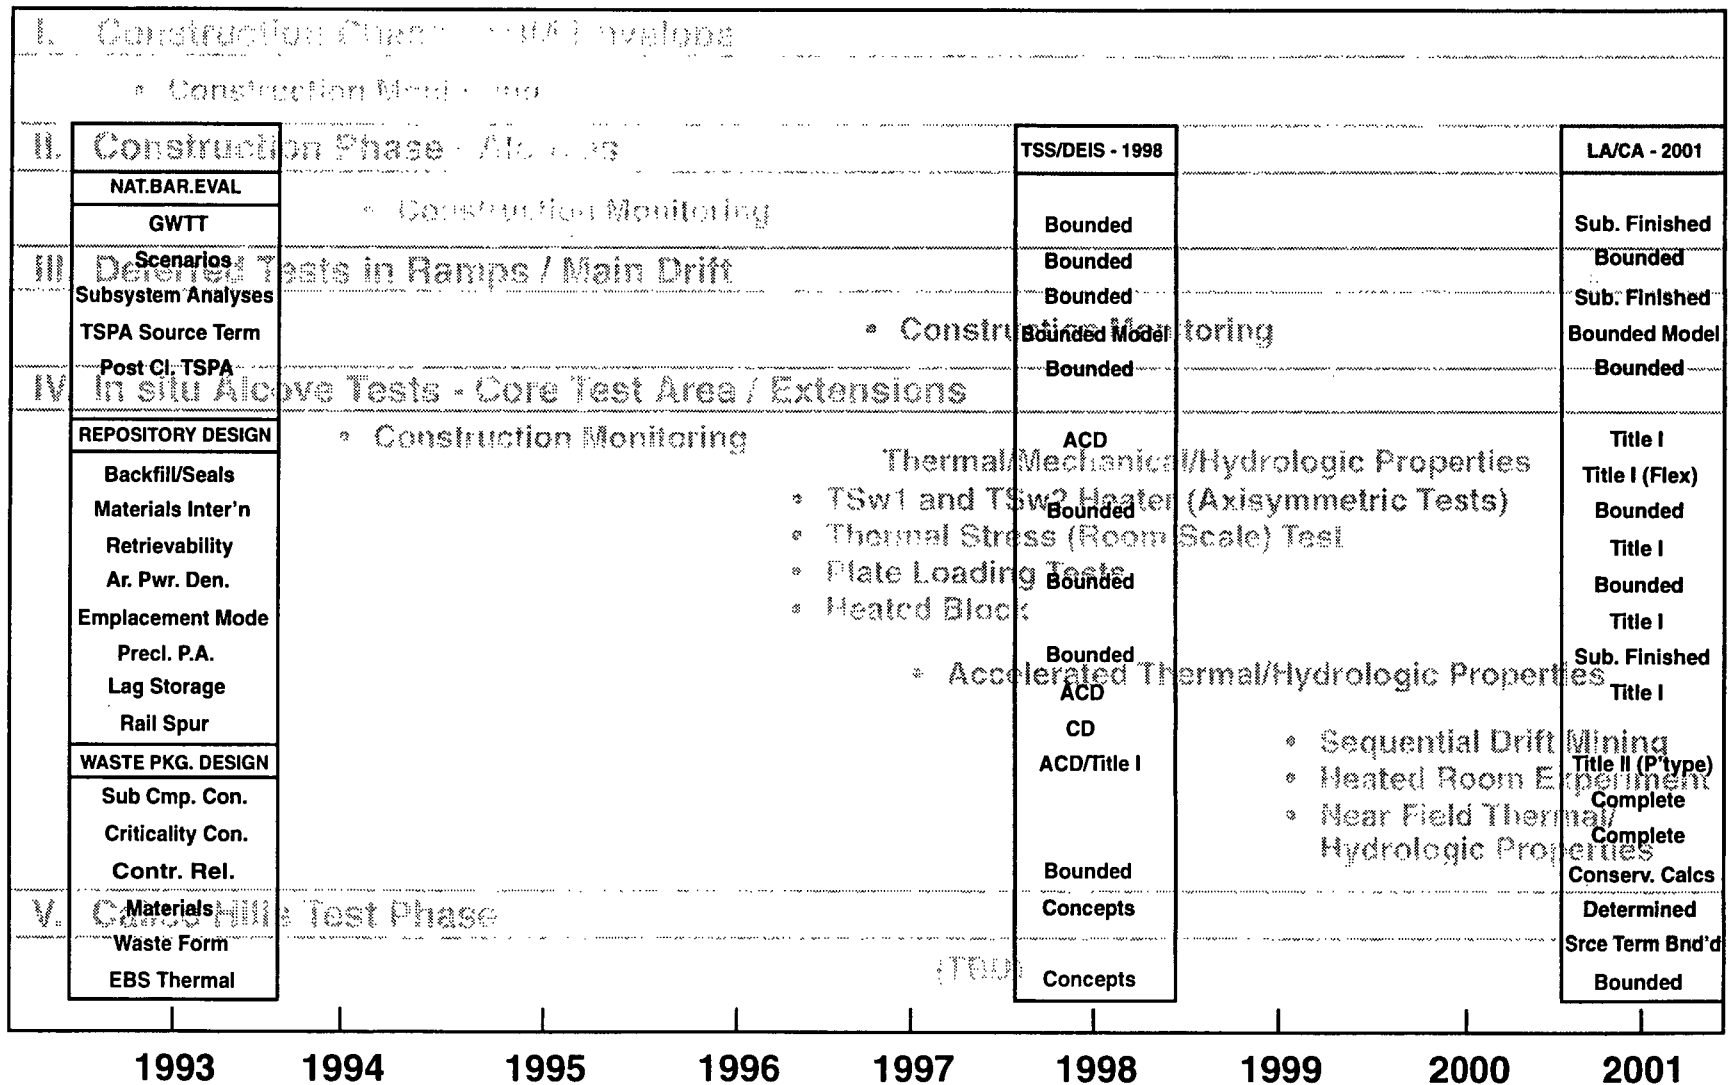 I. Construction
• Construction
II. Construction Phase -
NAT.BAR.EVAL
TSS/DEIS - 1998
LA/CA - 2001
• Construction Monitoring
GWTT
Bounded
Sub. Finished
III. Deferred Tests in Ramps / Main Drift
Scenarios
Bounded
Bounded
Subsystem Analyses
Bounded
Sub. Finished
• Construction Monitoring
TSPA Source Term
Bounded Model
Bounded Model
Post Cl. TSPA
Bounded
Bounded
IV. In situ Alcove Tests - Core Test Area / Extensions
REPOSITORY DESIGN
• Construction Monitoring
ACD
Title I
Thermal/Mechanical/Hydrologic Properties
Backfill/Seals
Title I (Flex)
• TSw1 and TSw2 Heater (Axisymmetric Tests)
Materials Inter'n
Bounded
Bounded
• Thermal Stress (Room Scale) Test
Retrievability
Title I
• Plate Loading Tests
Ar. Pwr. Den.
Bounded
Bounded
• Heated Block
Emplacement Mode
Title I
Precl. P.A.
Bounded
Sub. Finished
• Accelerated Thermal/Hydrologic Properties
Lag Storage
ACD
Title I
Rail Spur
CD
• Sequential Drift Mining
WASTE PKG. DESIGN
ACD/Title I
Title II (P'type)
• Heated Room Experiment
Sub Cmp. Con.
Complete
• Near Field Thermal/
Criticality Con.
Complete
Hydrologic Properties
Contr. Rel.
Bounded
Conserv. Calcs
V. Calico Hills Test Phase
Materials
Concepts
Determined
Waste Form
Srce Term Bnd'd
(TBD)
EBS Thermal
Concepts
Bounded
1993 1994 1995 1996 1997 1998 1999 2000 2001